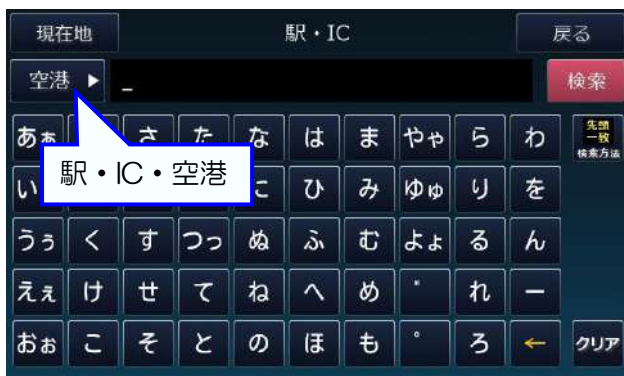 現在地 駅・IC 戻る
空港 ▶ _ 検索
あぁ さ た な は ま やゃ ら わ 先頭
一致
検索方法
駅・IC・空港
い に ひ み ゆゅ り を
うぅ く す つっ ぬ ふ む よょ る ん
えぇ け せ て ね へ め ゛ れ ー
おぉ こ そ と の ほ も ゜ ろ ← クリア